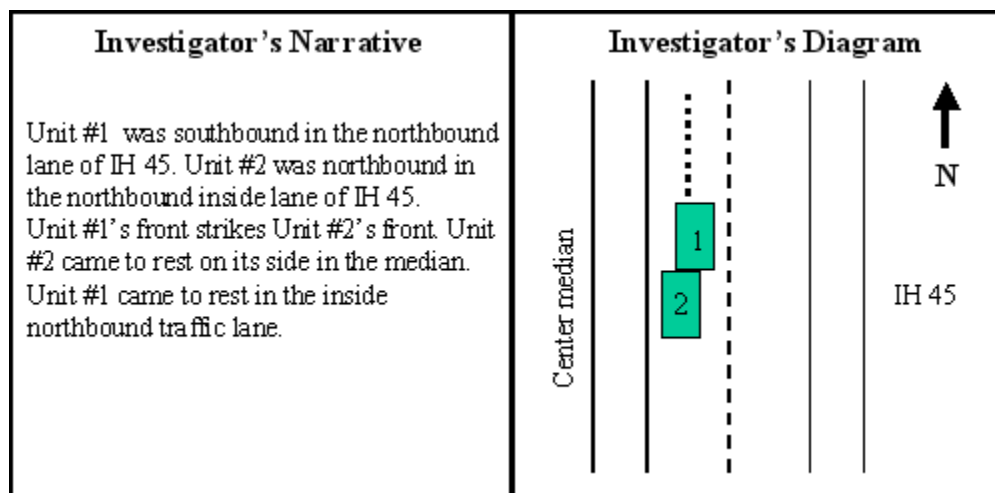 Investigator's Narrative
Unit #1 was southbound in the northbound
lane of IH 45. Unit #2 was northbound in
the northbound inside lane of IH 45.
Unit #1's front strikes Unit #2's front. Unit
#2 came to rest on its side in the median.
Unit #1 came to rest in the inside
northbound traffic lane.
Investigator's Diagram
N
1
2
IH 45
Center median